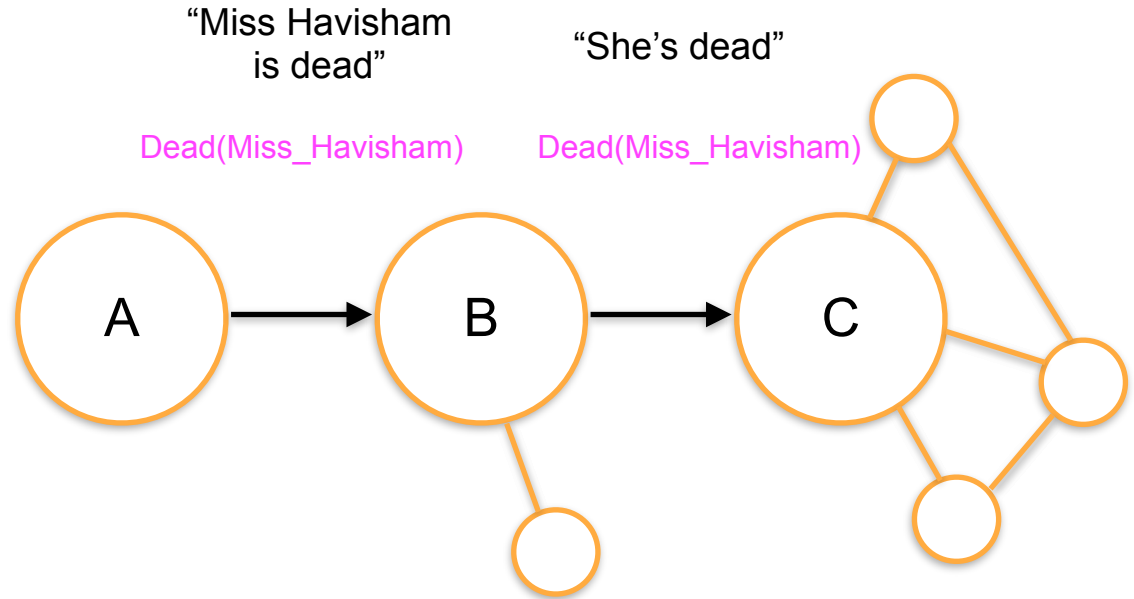 “Miss Havisham
is dead”
“She’s dead”
Dead(Miss_Havisham)
Dead(Miss_Havisham)
A
B
C